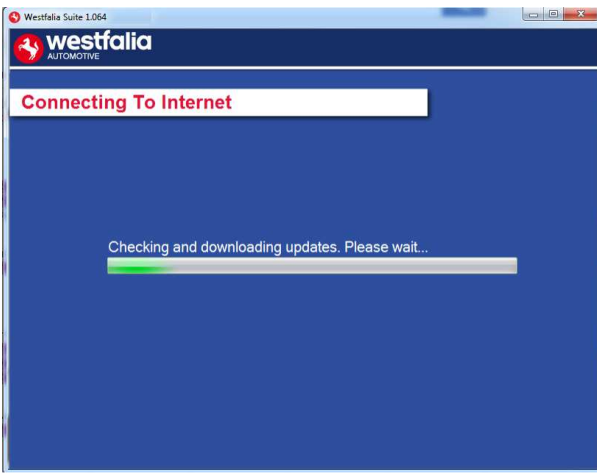 Westfalia Suite 1.064
westfalia
AUTOMOTIVE
Connecting To Internet
Checking and downloading updates. Please wait...